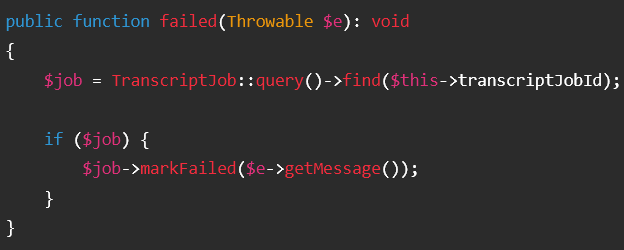 public function failed(Throwable $e): void
{
    $job = TranscriptJob::query()->find($this->transcriptJobId);

    if ($job) {
        $job->markFailed($e->getMessage());
    }
}